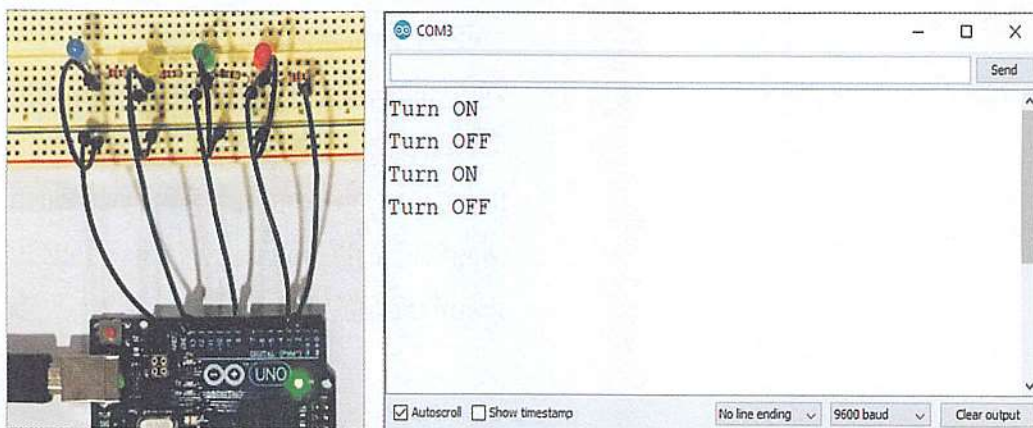 UNO
COM3
Send
Turn ON
Turn OFF
Turn ON
Turn OFF
Autoscroll
Show timestamp
No line ending
9600 baud
Clear output